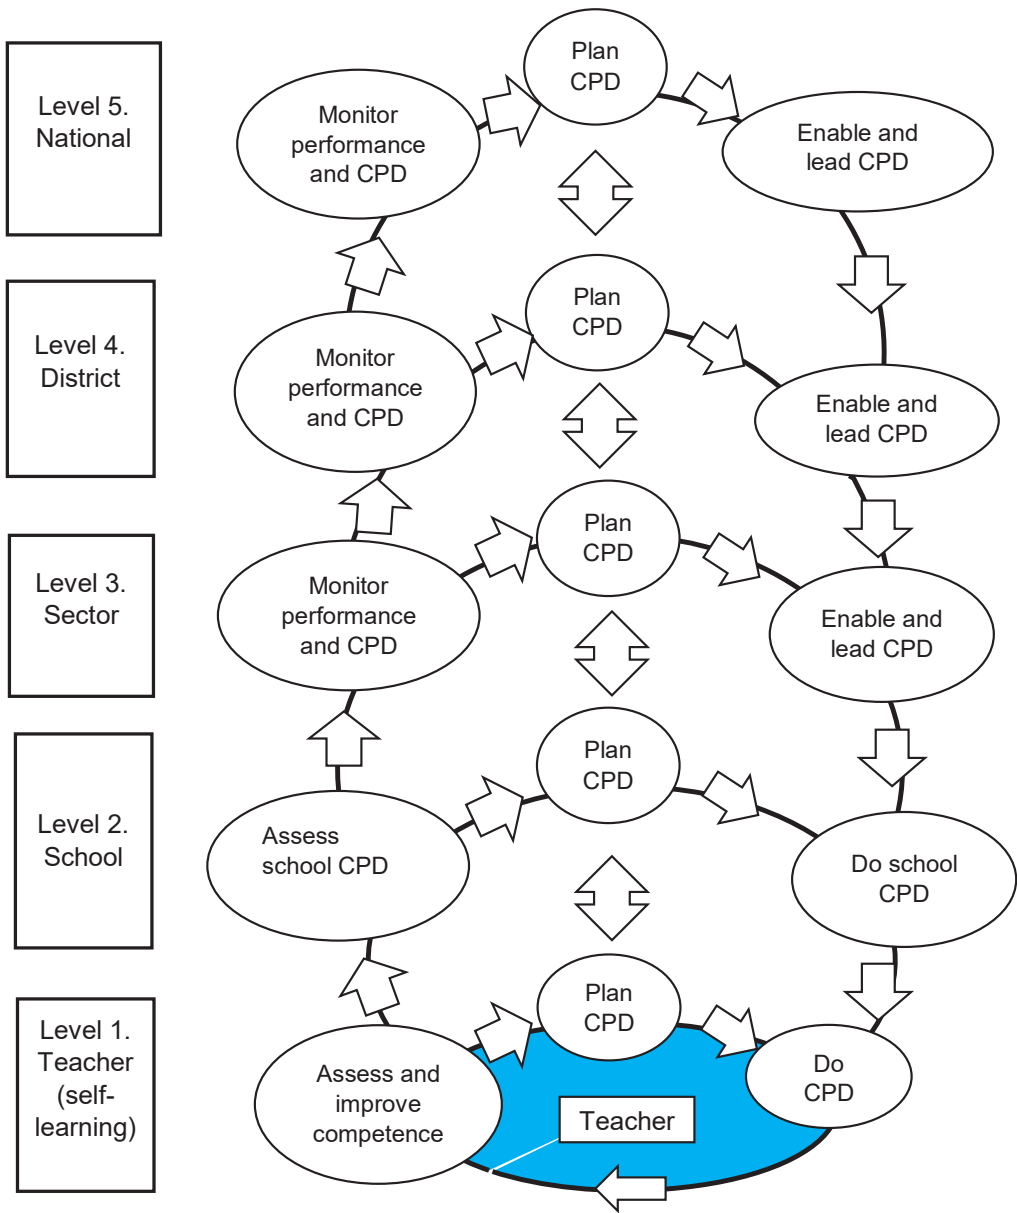 Level 5.
National
Monitor
performance
and CPD
Plan
CPD
Enable and
lead CPD
Level 4.
District
Monitor
performance
and CPD
Plan
CPD
Enable and
lead CPD
Level 3.
Sector
Monitor
performance
and CPD
Plan
CPD
Enable and
lead CPD
Level 2.
School
Assess
school CPD
Plan
CPD
Do school
CPD
Level 1.
Teacher
(self-
learning)
Assess and
improve
competence
Plan
CPD
Do
CPD
Teacher